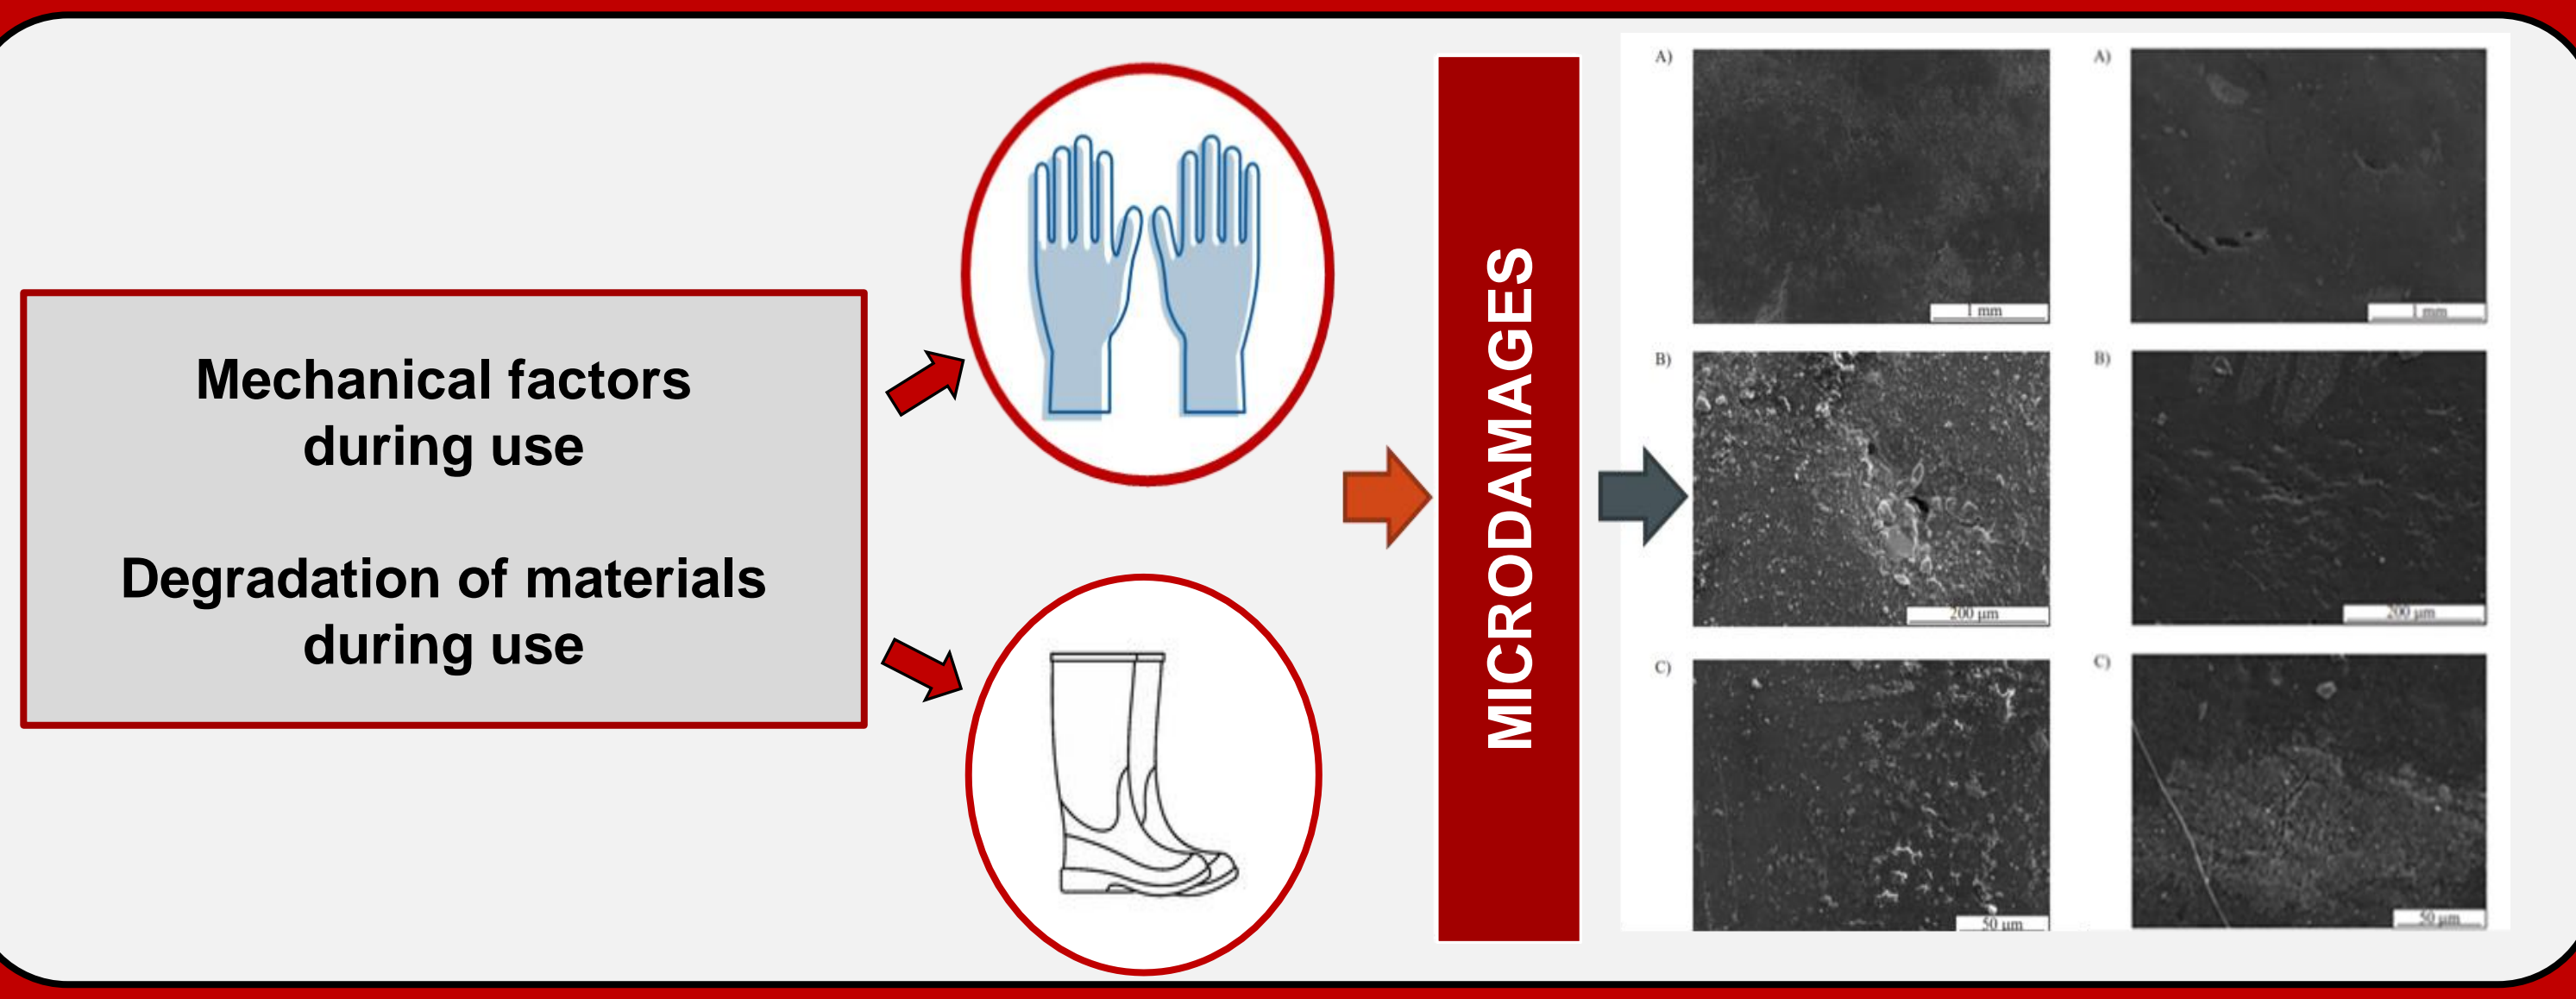 Mechanical factors
during use
Degradation of materials
during use
MICRODAMAGES
A)
1 mm
A)
1 mm
B)
200 µm
B)
200 µm
C)
50 µm
C)
50 µm